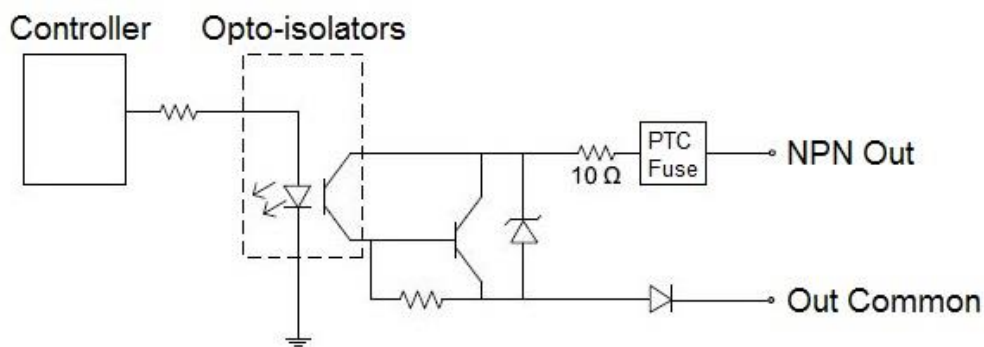 Controller
Opto-isolators
PTC
Fuse
10 Ω
NPN Out
Out Common